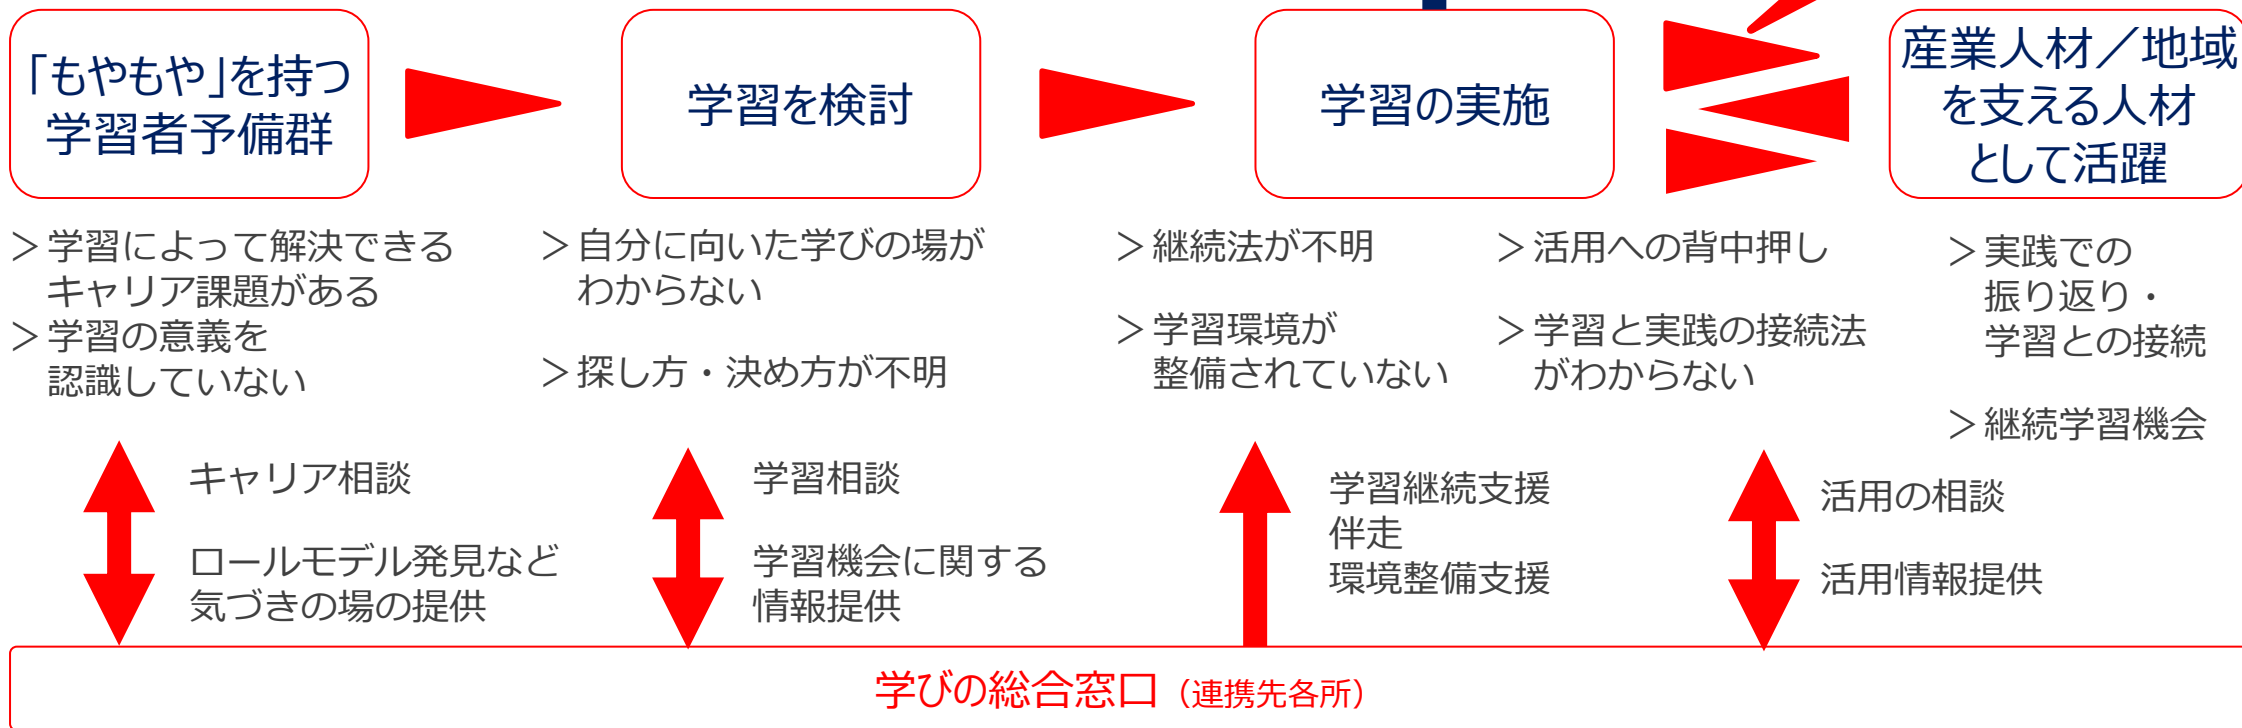 「もやもや」を持つ
学習者予備群
学習を検討
学習の実施
産業人材／地域
を支える人材
として活躍
＞学習によって解決できる
キャリア課題がある
＞学習の意義を
認識していない
＞自分に向いた学びの場が
わからない
＞探し方・決め方が不明
＞継続法が不明
＞学習環境が
整備されていない
＞活用への背中押し
＞学習と実践の接続法
がわからない
＞実践での
振り返り・
学習との接続
＞継続学習機会
キャリア相談
ロールモデル発見など
気づきの場の提供
学習相談
学習機会に関する
情報提供
学習継続支援
伴走
環境整備支援
活用の相談
活用情報提供
学びの総合窓口（連携先各所）